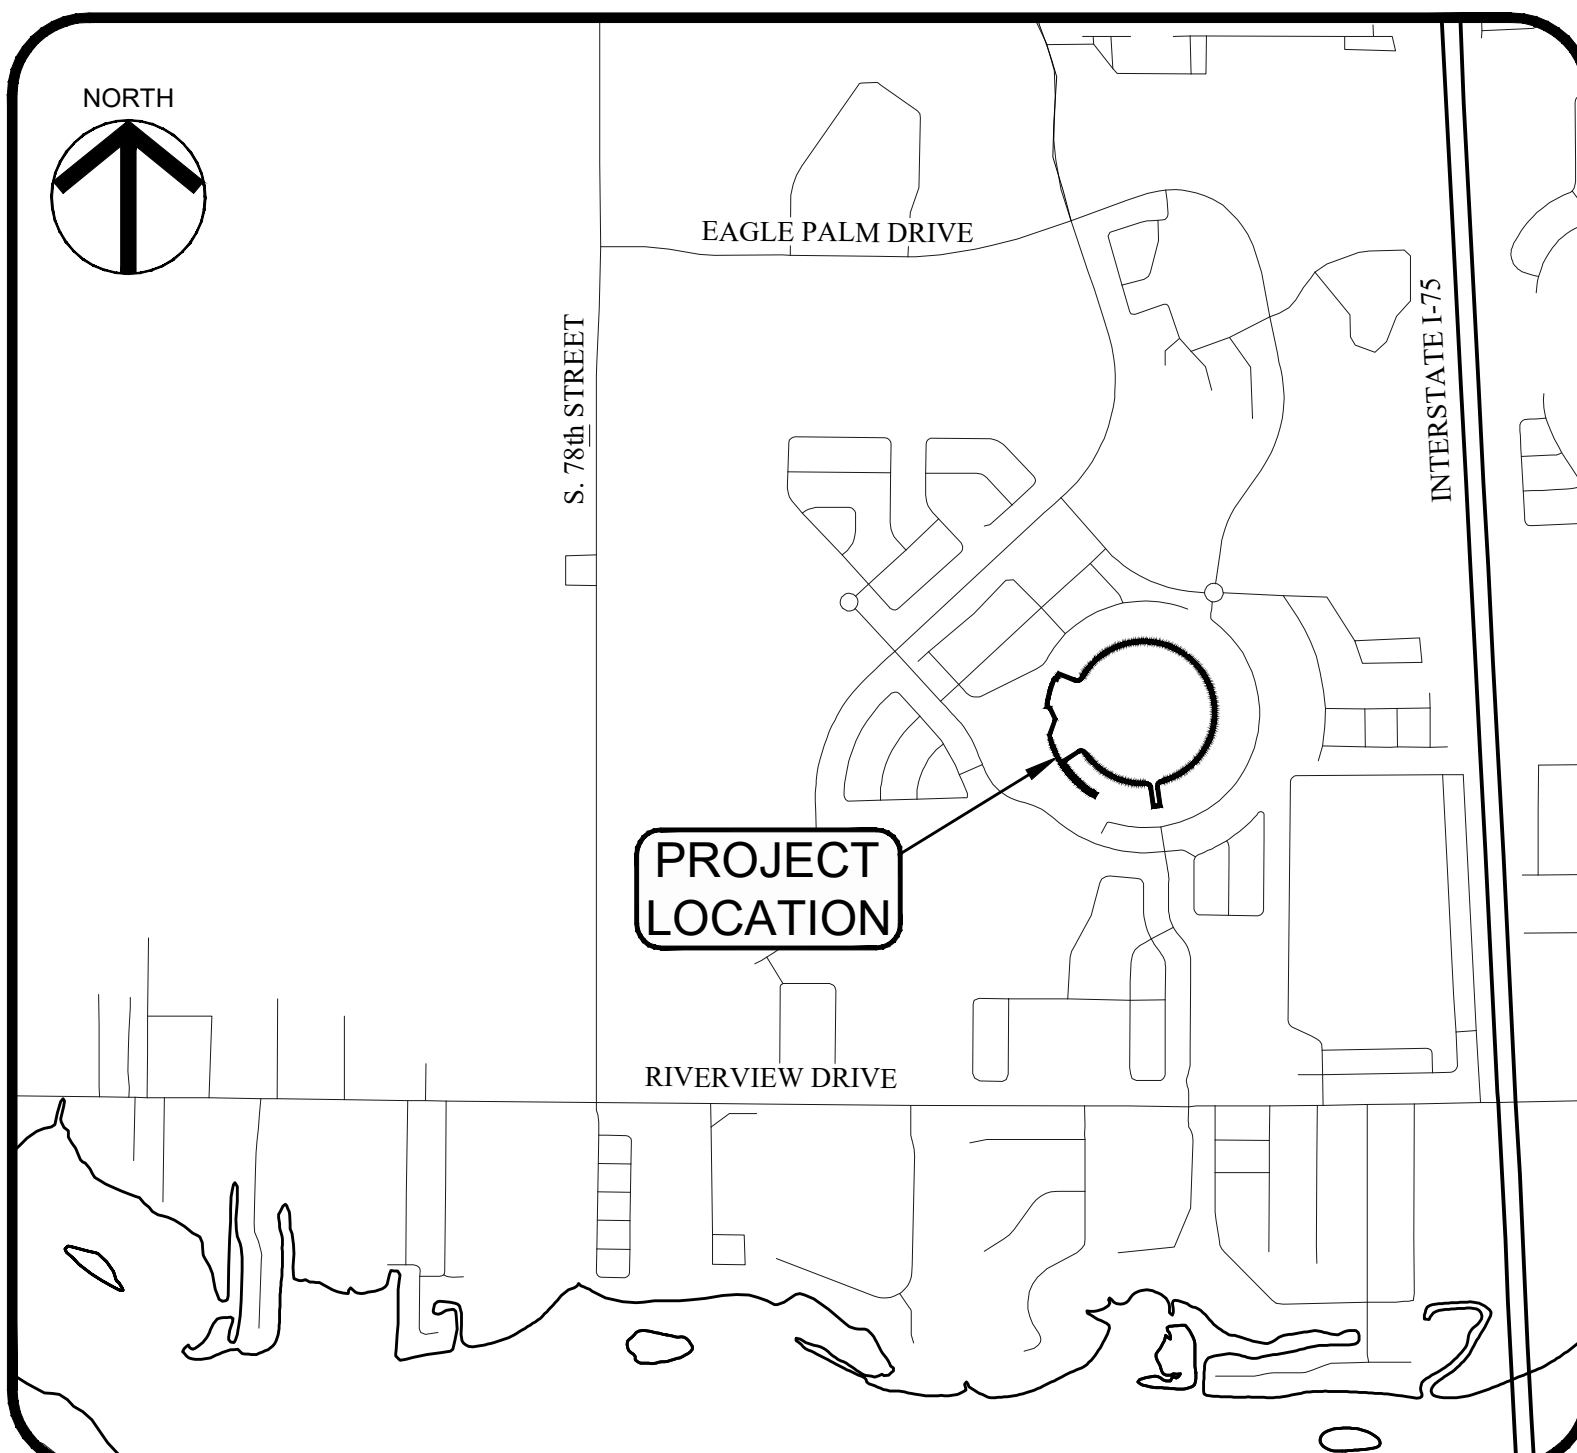 NORTH
EAGLE PALM DRIVE
S. 78th STREET
INTERSTATE I-75
PROJECT
LOCATION
RIVERVIEW DRIVE